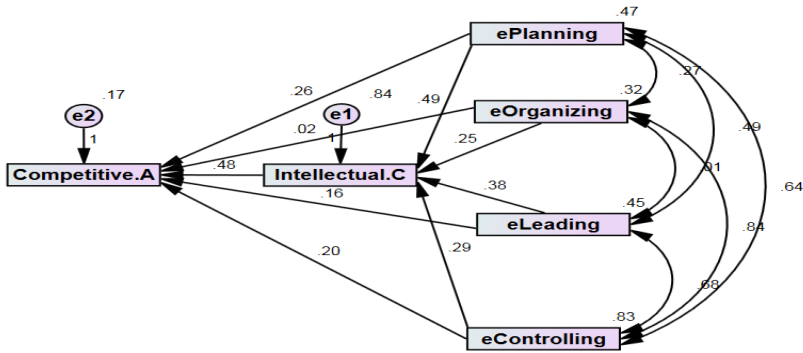 .47
ePlanning
.17
.26
.84
.27
e2
e1
.49
.32
eOrganizing
.02
1
1
.25
.49
.48
Competitive.A
Intellectual.C
.01
.64
.16
.38
.45
eLeading
.84
.20
.29
.68
.83
eControlling